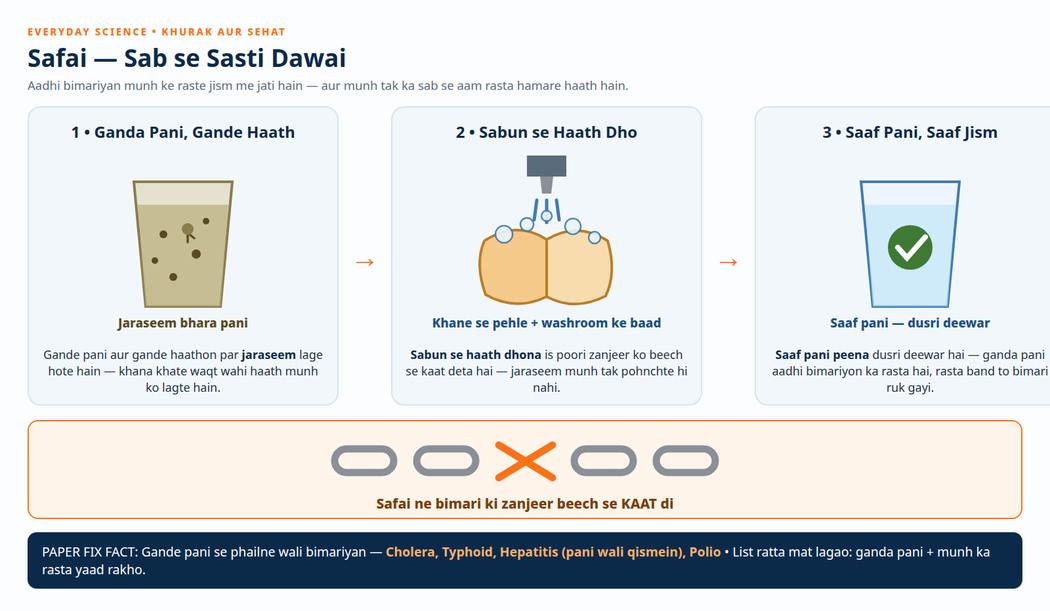 EVERYDAY SCIENCE • KHURAK AUR SEHAT
Safai — Sab se Sasti Dawai
Aadhi bimariyan munh ke raste jism me jati hain — aur munh tak ka sab se aam rasta hamare haath hain.
1 • Ganda Pani, Gande Haath
Jaraseem bhara pani
Gande pani aur gande haathon par jaraseem lage
hote hain — khana khate waqt wahi haath munh
ko lagte hain.
→
2 • Sabun se Haath Dho
Khane se pehle + washroom ke baad
Sabun se haath dhona is poori zanjeer ko beech
se kaat deta hai — jaraseem munh tak pohnchte hi
nahi.
→
3 • Saaf Pani, Saaf Jism
Saaf pani — dusri deewar
Saaf pani peena dusri deewar hai — ganda pani
aadhi bimariyon ka rasta hai, rasta band to bimari
ruk gayi.
Safai ne bimari ki zanjeer beech se KAAT di
PAPER FIX FACT: Gande pani se phailne wali bimariyan — Cholera, Typhoid, Hepatitis (pani wali qismein), Polio • List ratta mat lagao: ganda pani + munh ka
rasta yaad rakho.